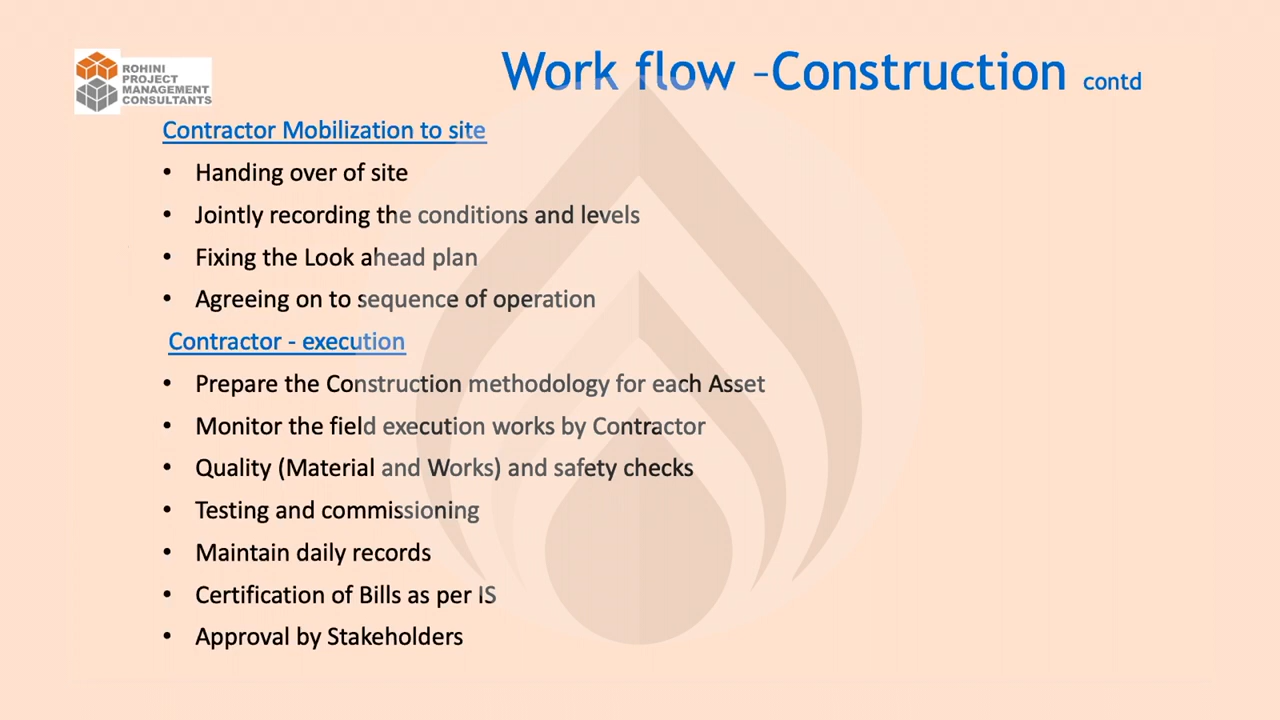 ROHINI
PROJECT
MANAGEMENT
CONSULTANTS
Work flow -Construction contd
Contractor Mobilization to site
• Handing over of site
• Jointly recording the conditions and levels
• Fixing the Look ahead plan
• Agreeing on to sequence of operation
Contractor - execution
• Prepare the Construction methodology for each Asset
• Monitor the field execution works by Contractor
• Quality (Material and Works) and safety checks
• Testing and commissioning
• Maintain daily records
• Certification of Bills as per IS
• Approval by Stakeholders